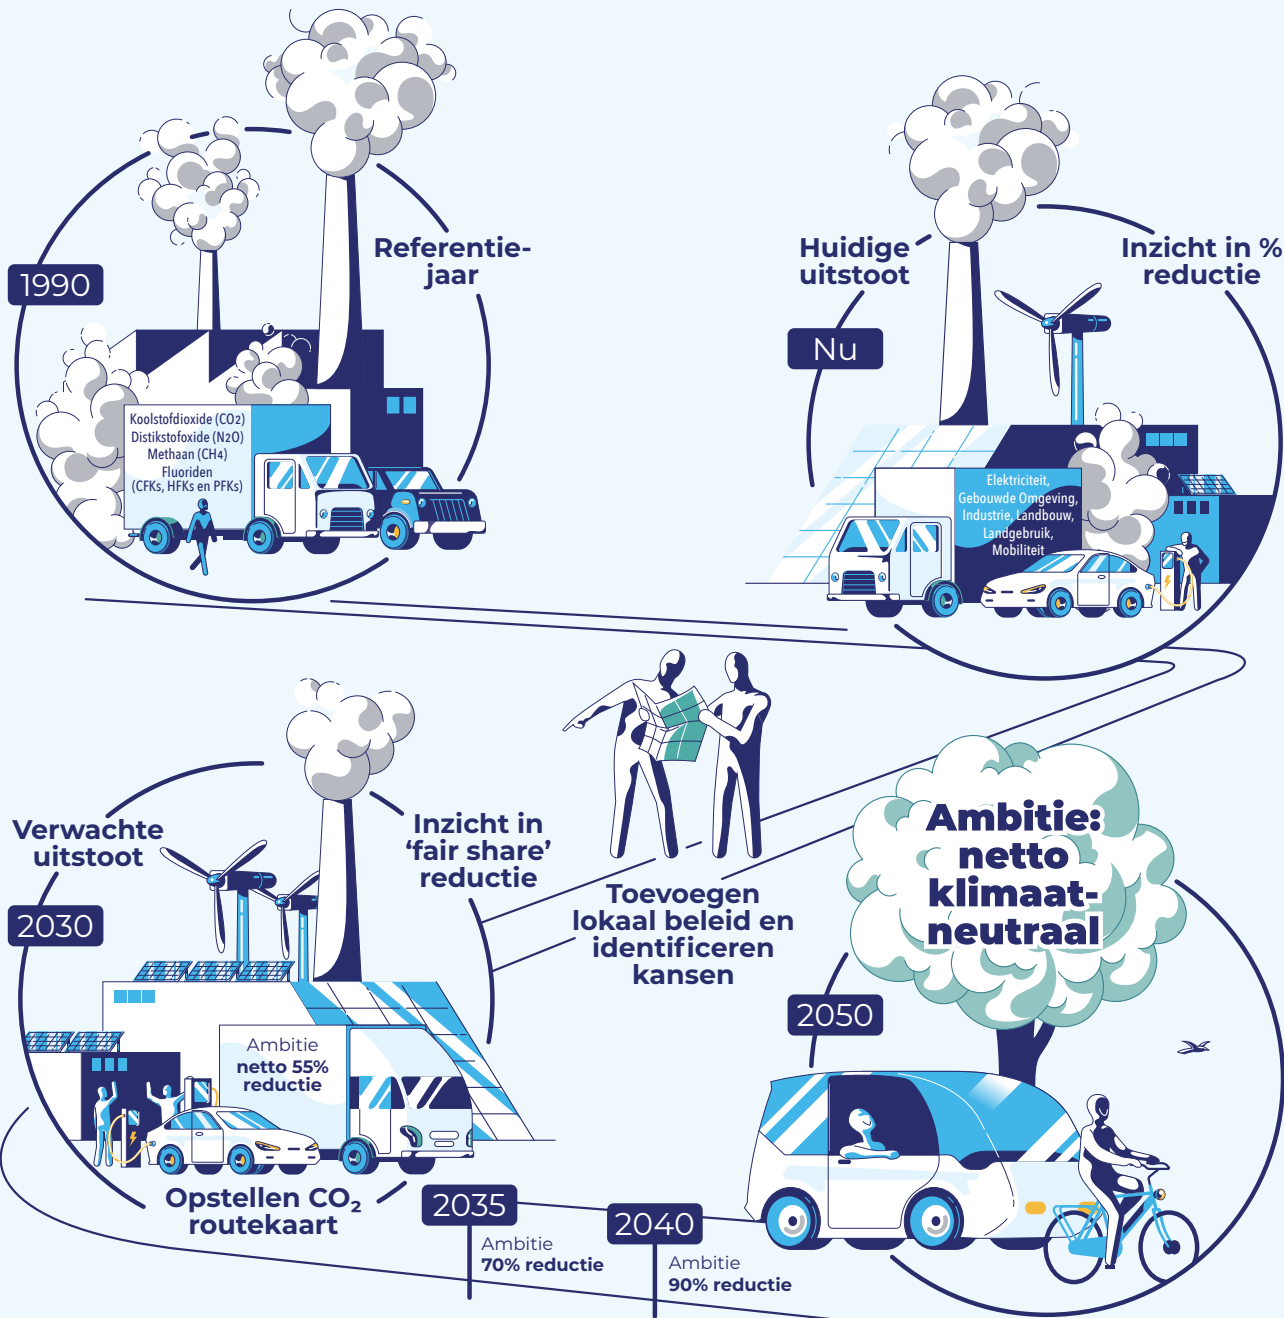 1990
Referentie-
jaar
Koolstofdioxide (CO2)
Distikstofoxide (N2O)
Methaan (CH4)
Fluoriden
(CFKs, HFKs en PFKs)
Nu
Huidige
uitstoot
Inzicht in %
reductie
Elektriciteit,
Gebouwde Omgeving,
Industrie, Landbouw,
Landgebruik,
Mobiliteit
Toevoegen
lokaal beleid en
identificeren
kansen
2030
Verwachte
uitstoot
Inzicht in
‘fair share’
reductie
Ambitie
netto 55%
reductie
Opstellen CO₂
routekaart
2035
Ambitie
70% reductie
2040
Ambitie
90% reductie
2050
Ambitie:
netto
klimaat-
neutraal